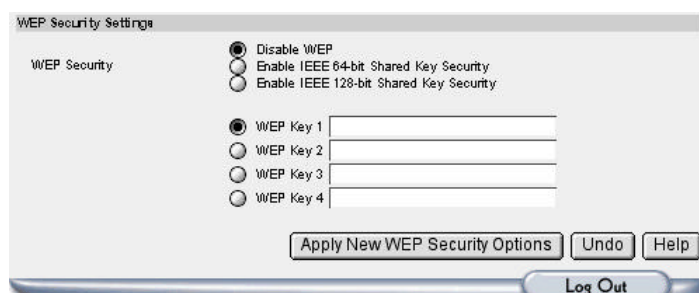 WEP Security Settings
WEP Security
Disable WEP
Enable IEEE 64-bit Shared Key Security
Enable IEEE 128-bit Shared Key Security
WEP Key 1
WEP Key 2
WEP Key 3
WEP Key 4
Apply New WEP Security Options Undo Help
Log Out